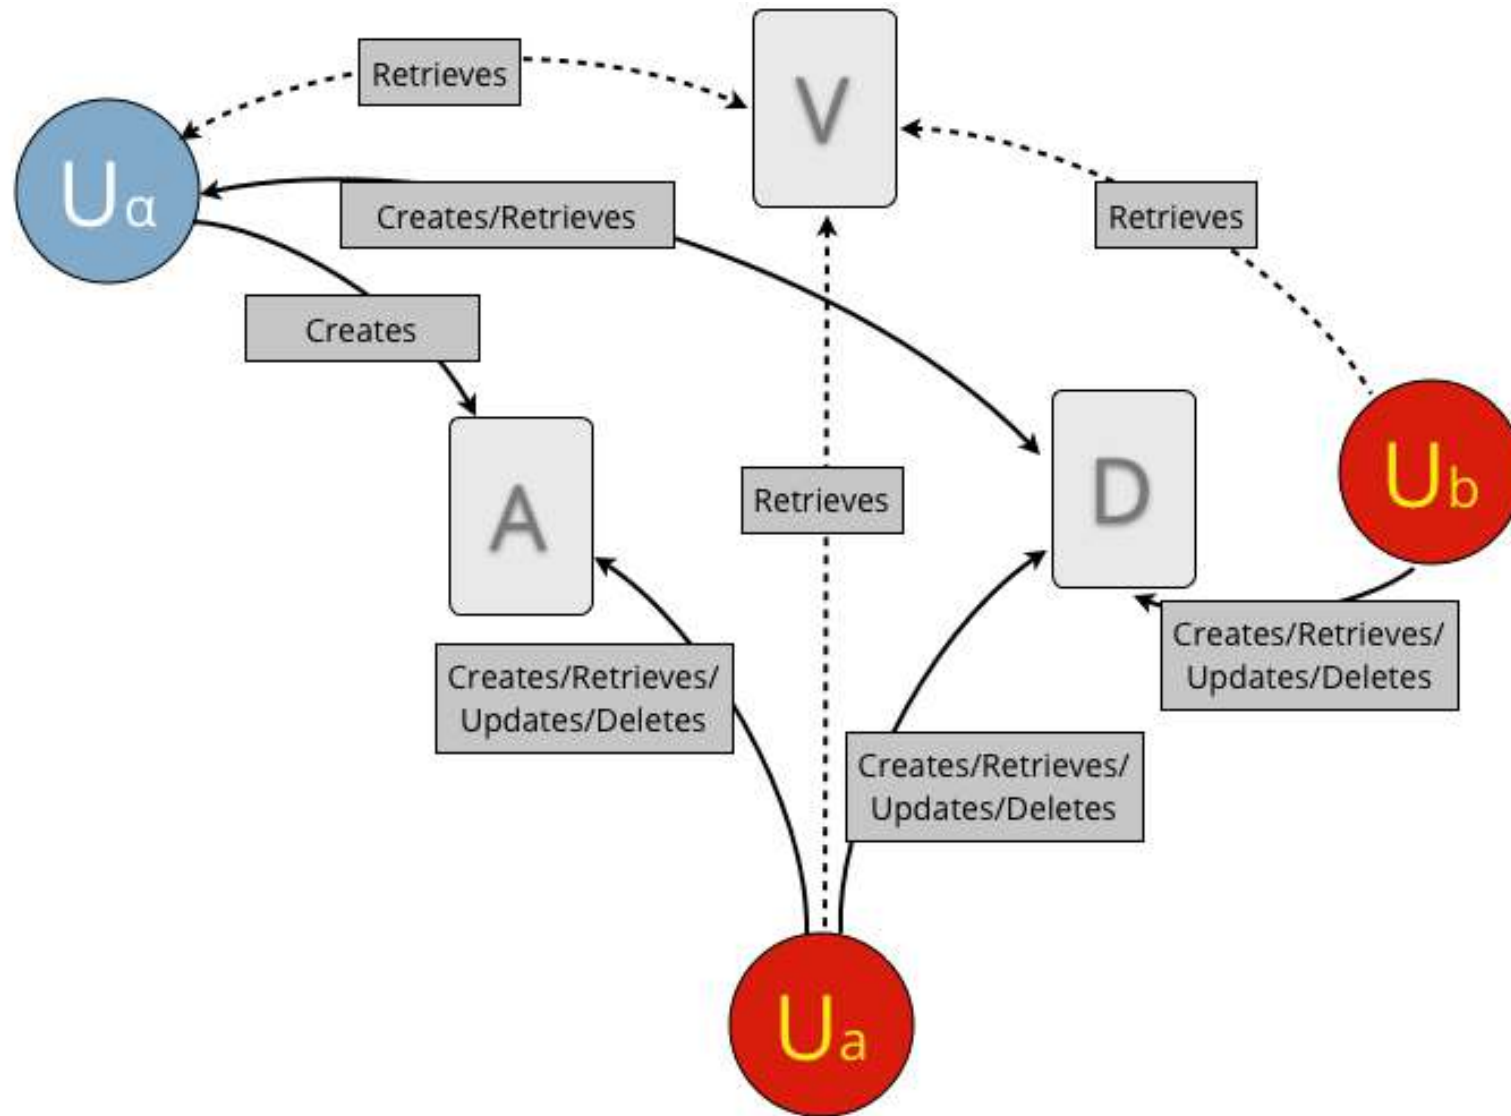 Retrieves
V
Uα
Creates/Retrieves
Retrieves
Creates
A
Retrieves
D
Ub
Creates/Retrieves/
Updates/Deletes
Creates/Retrieves/
Updates/Deletes
Creates/Retrieves/
Updates/Deletes
Ua